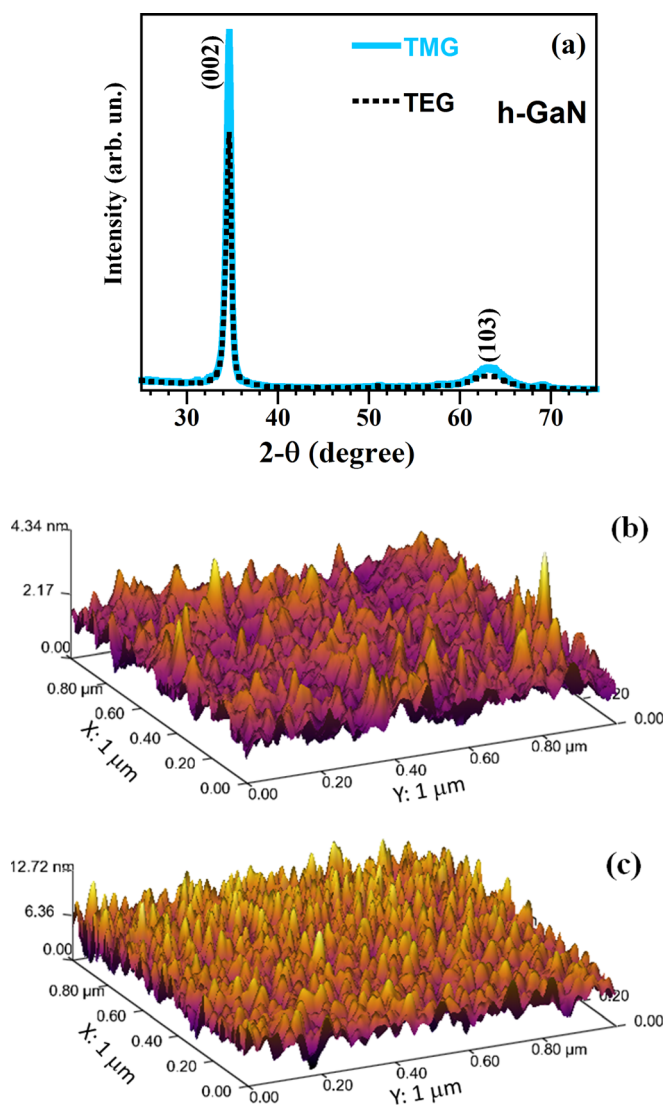 (a)
TMG
TEG
h-GaN
(002)
(103)
Intensity (arb. un.)
30 40 50 60 70
2-θ (degree)
(b)
4.34 nm
2.17
0.00
0.80 µm
0.60
0.40
0.20
0.00
X: 1 µm
0.00
0.20
0.40
0.60
0.80 µm
Y: 1 µm
.20
0.00
(c)
12.72 nm
6.36
0.00
0.80 µm
0.60
0.40
0.20
0.00
X: 1 µm
0.00
0.20
0.40
0.60
0.80 µm
Y: 1 µm
0.20
0.00